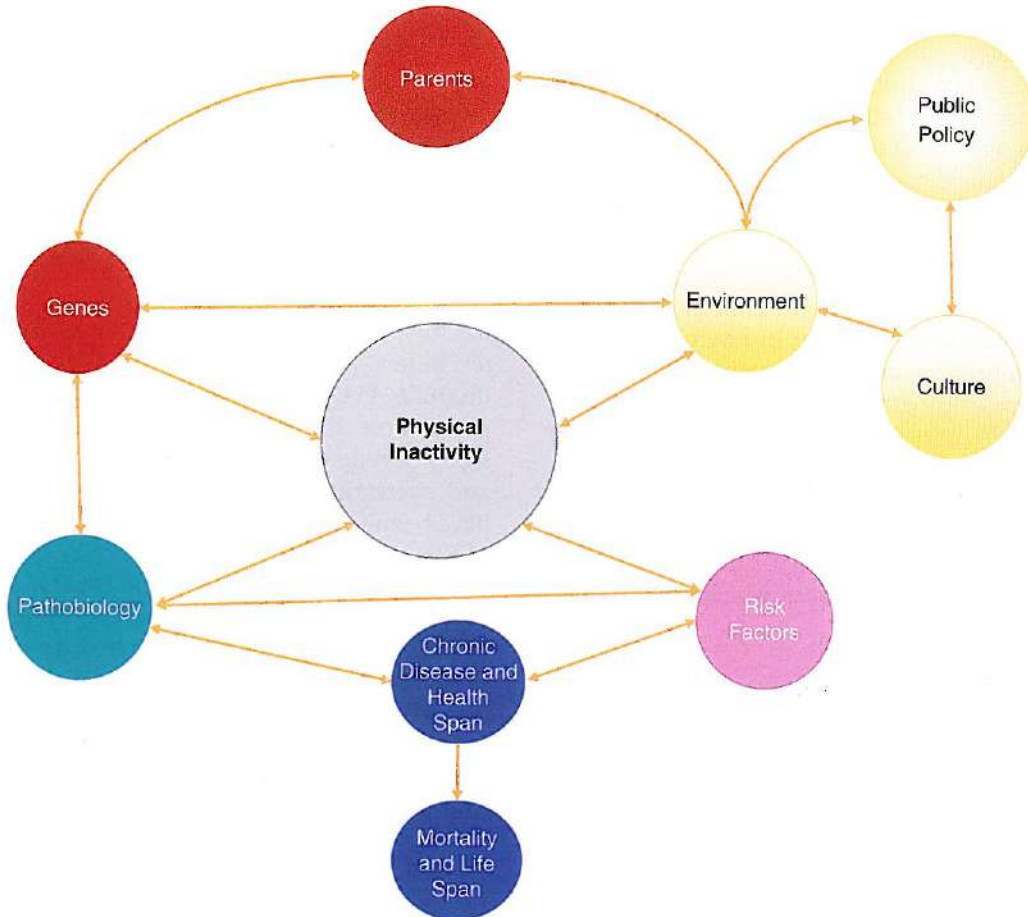 Parents
Public
Policy
Genes
Environment
Culture
Physical
Inactivity
Pathobiology
Risk
Factors
Chronic
Disease and
Health
Span
Mortality
and Life
Span